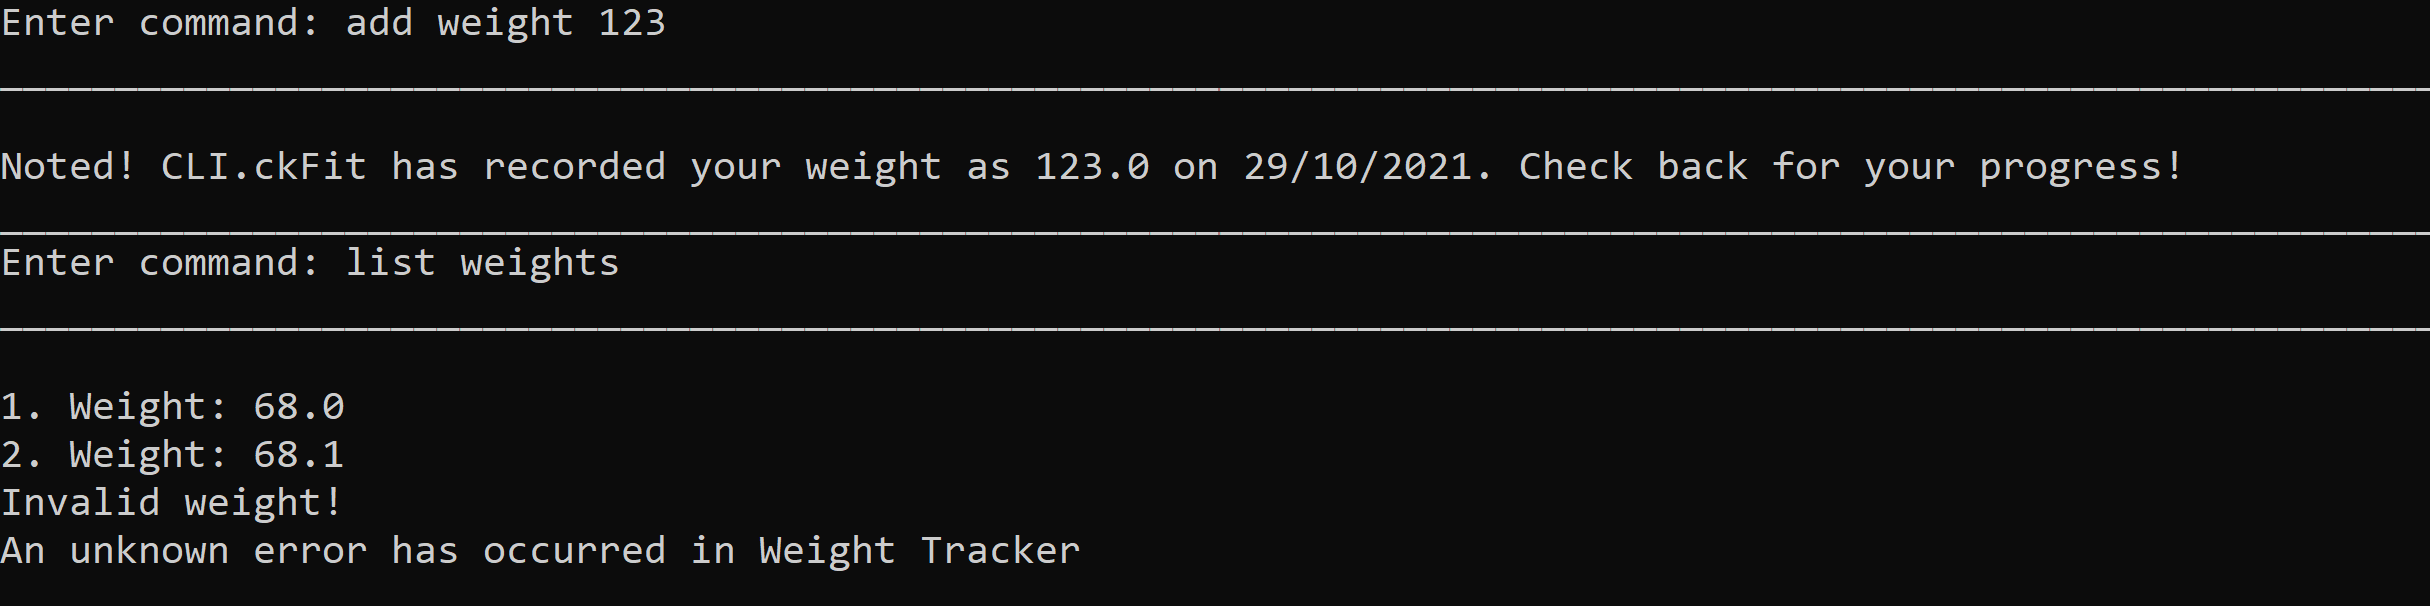 Enter command: add weight 123
Noted! CLI.ckFit has recorded your weight as 123.0 on 29/10/2021. Check back for your progress!
Enter command: list weights
1. Weight: 68.0
2. Weight: 68.1
Invalid weight!
An unknown error has occurred in Weight Tracker